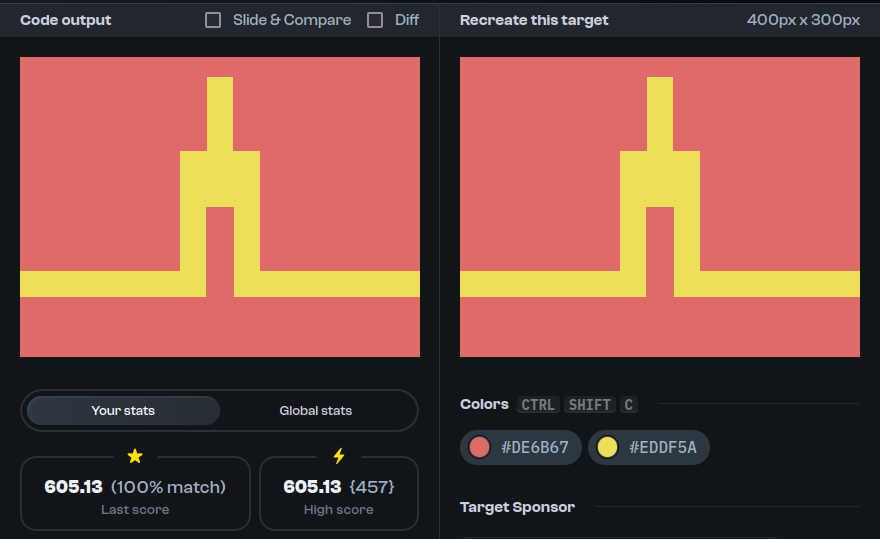 Code output
Slide & Compare
Diff
Recreate this target
400px x 300px
Your stats
Global stats
605.13 (100% match)
Last score
605.13 {457}
High score
Colors CTRL SHIFT C
#DE6B67
#EDDF5A
Target Sponsor